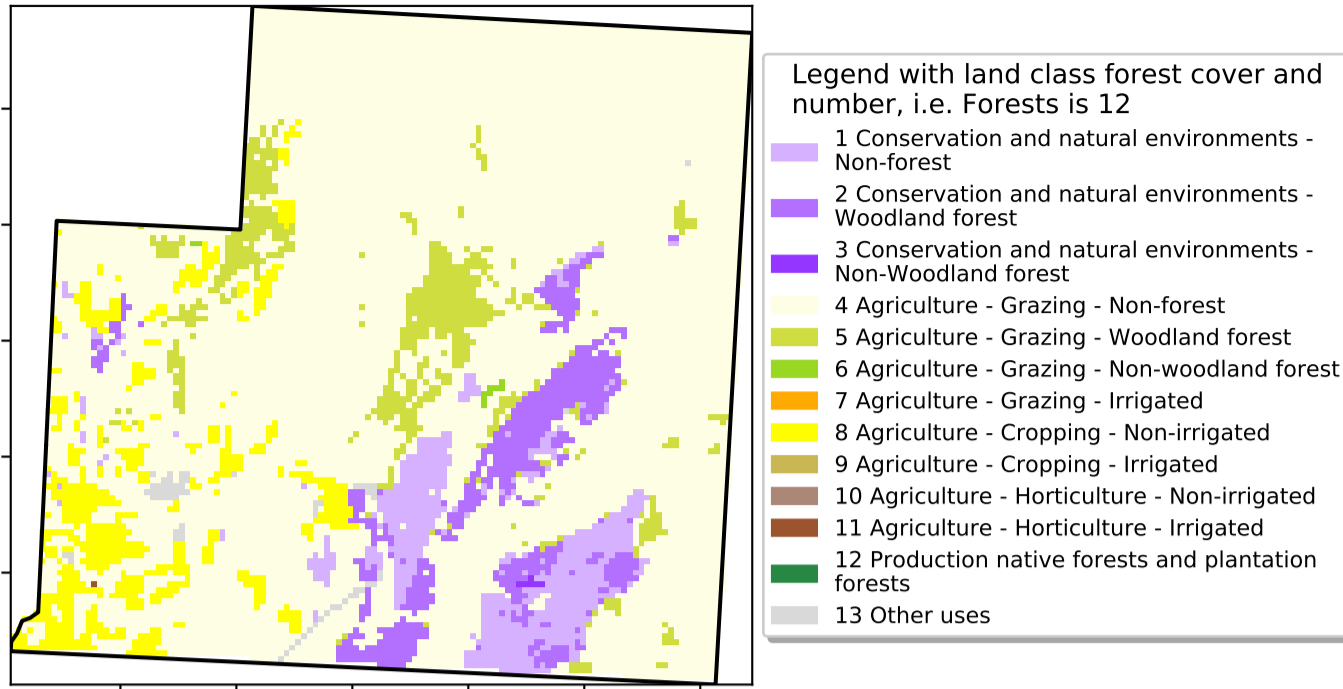 Legend with land class forest cover and
number, i.e. Forests is 12
1 Conservation and natural environments -
Non-forest
2 Conservation and natural environments -
Woodland forest
3 Conservation and natural environments -
Non-Woodland forest
4 Agriculture - Grazing - Non-forest
5 Agriculture - Grazing - Woodland forest
6 Agriculture - Grazing - Non-woodland forest
7 Agriculture - Grazing - Irrigated
8 Agriculture - Cropping - Non-irrigated
9 Agriculture - Cropping - Irrigated
10 Agriculture - Horticulture - Non-irrigated
11 Agriculture - Horticulture - Irrigated
12 Production native forests and plantation
forests
13 Other uses